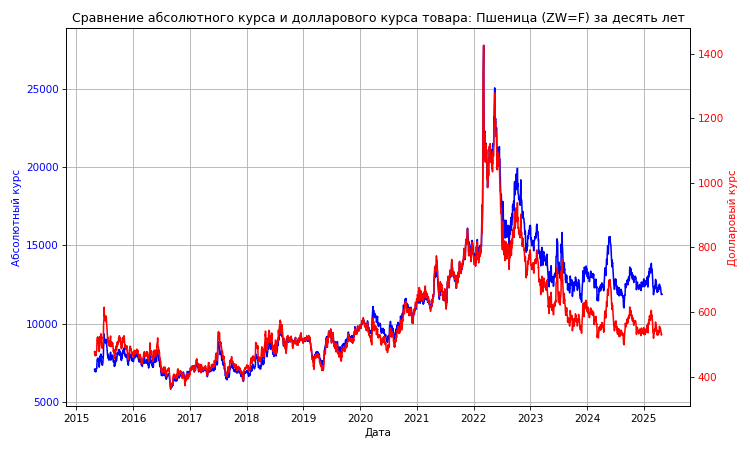 Сравнение абсолютного курса и долларового курса товара: Пшеница (ZW=F) за десять лет
Абсолютный курс
25000
20000
15000
10000
5000
1400
1200
1000
800
600
400
Долларовый курс
2015 2016 2017 2018 2019 2020 2021 2022 2023 2024 2025
Дата